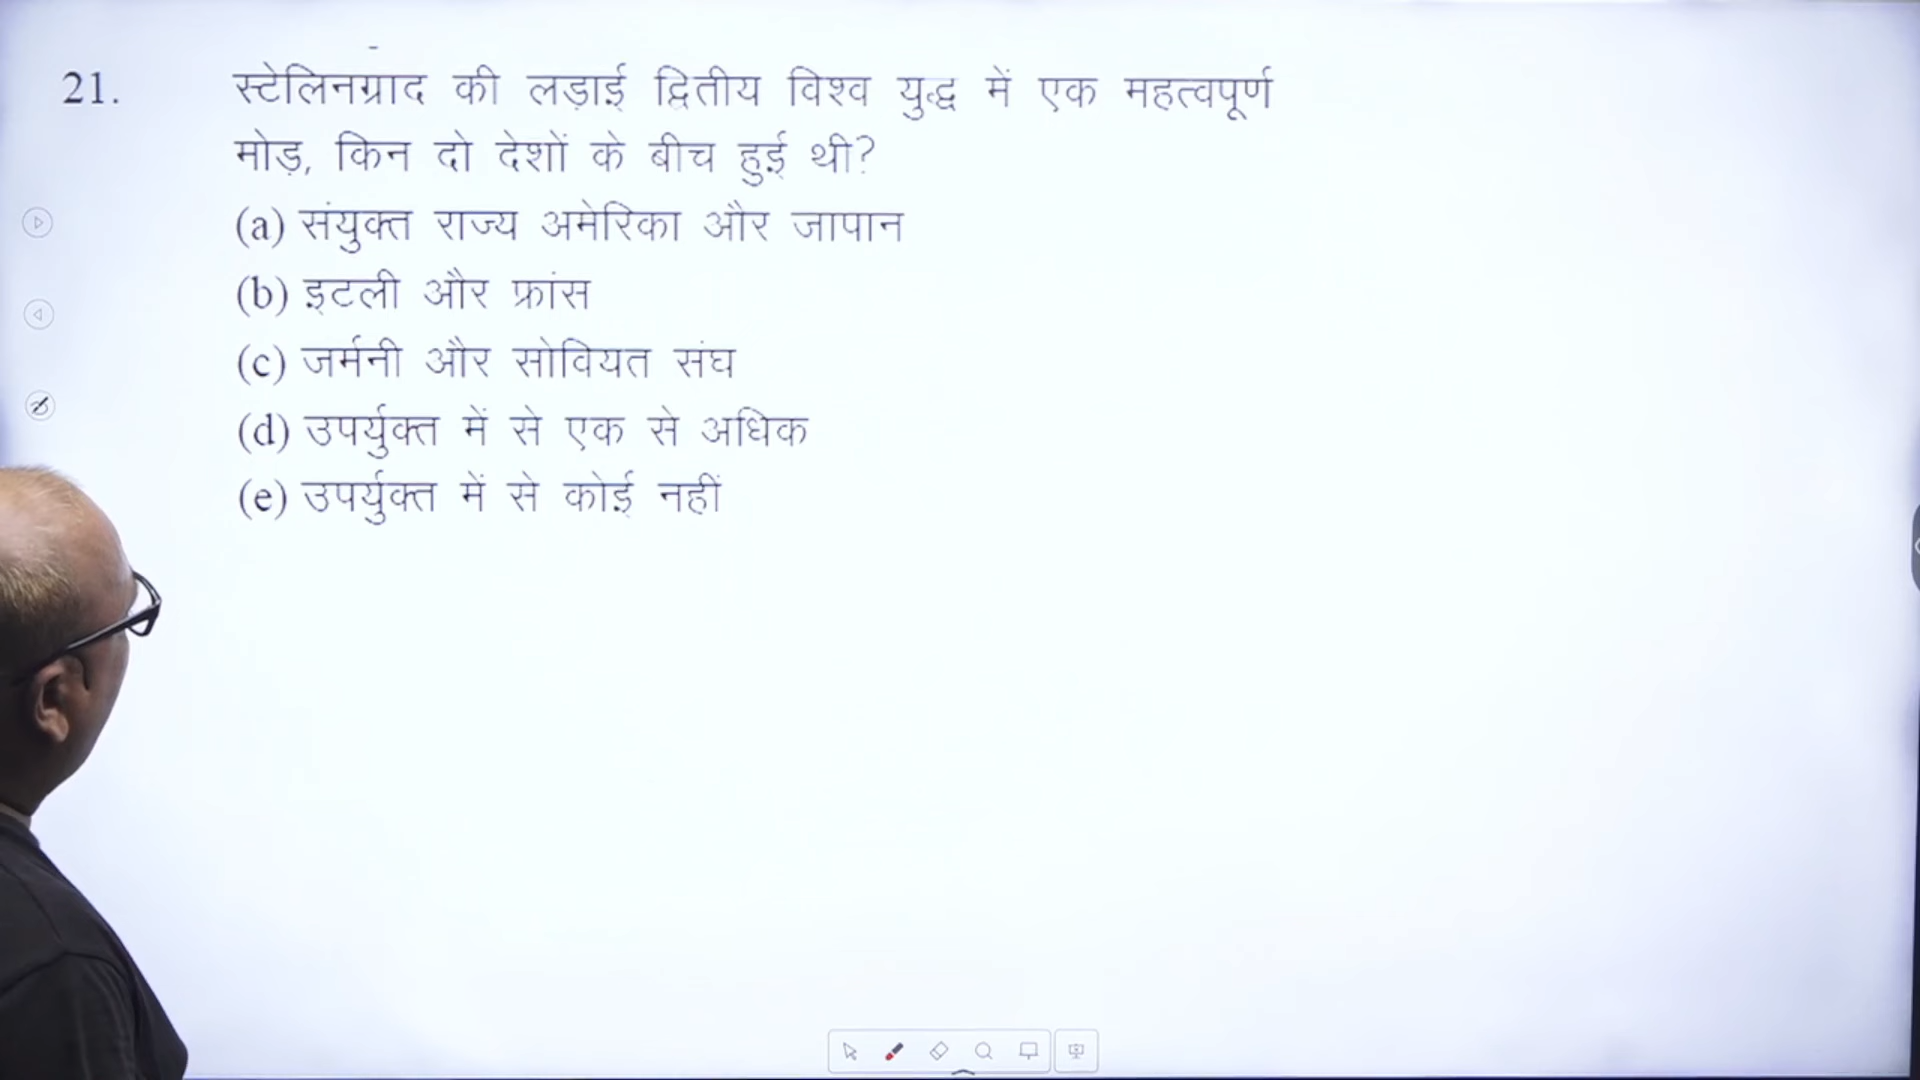 21. स्टेलिनग्राद की लड़ाई द्वितीय विश्व युद्ध में एक महत्वपूर्ण
मोड़, किन दो देशों के बीच हुई थी?
(a) संयुक्त राज्य अमेरिका और जापान
(b) इटली और फ्रांस
(c) जर्मनी और सोवियत संघ
(d) उपर्युक्त में से एक से अधिक
(e) उपर्युक्त में से कोई नहीं